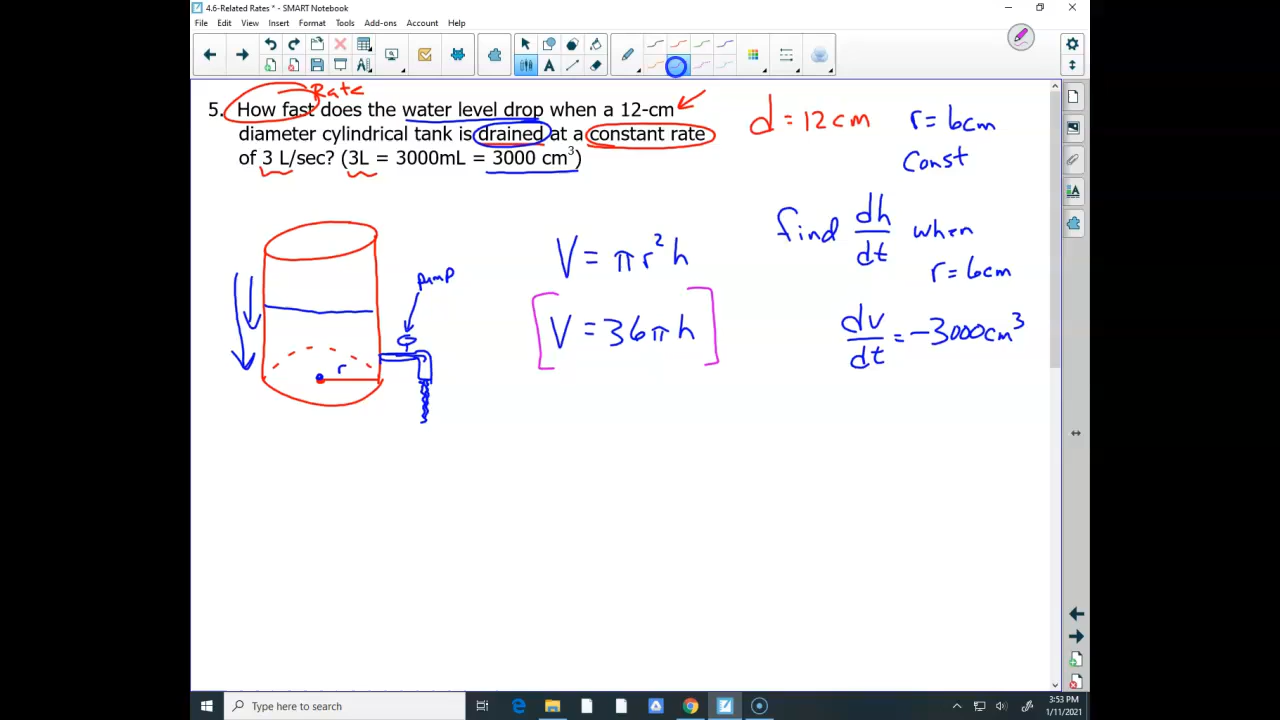 4.6-Related Rates * - SMART Notebook
File Edit View Insert Format Tools Add-ons Account Help
Rate
5. How fast does the water level drop when a 12-cm
diameter cylindrical tank is drained at a constant rate
of 3 L/sec? (3L = 3000mL = 3000 cm³)
d = 12cm
r = 6cm
Const
find dh/dt when
r = 6cm
dv/dt = -3000cm³
V = πr²h
V = 36πh
pump
r
Type here to search
3:53 PM
1/11/2021